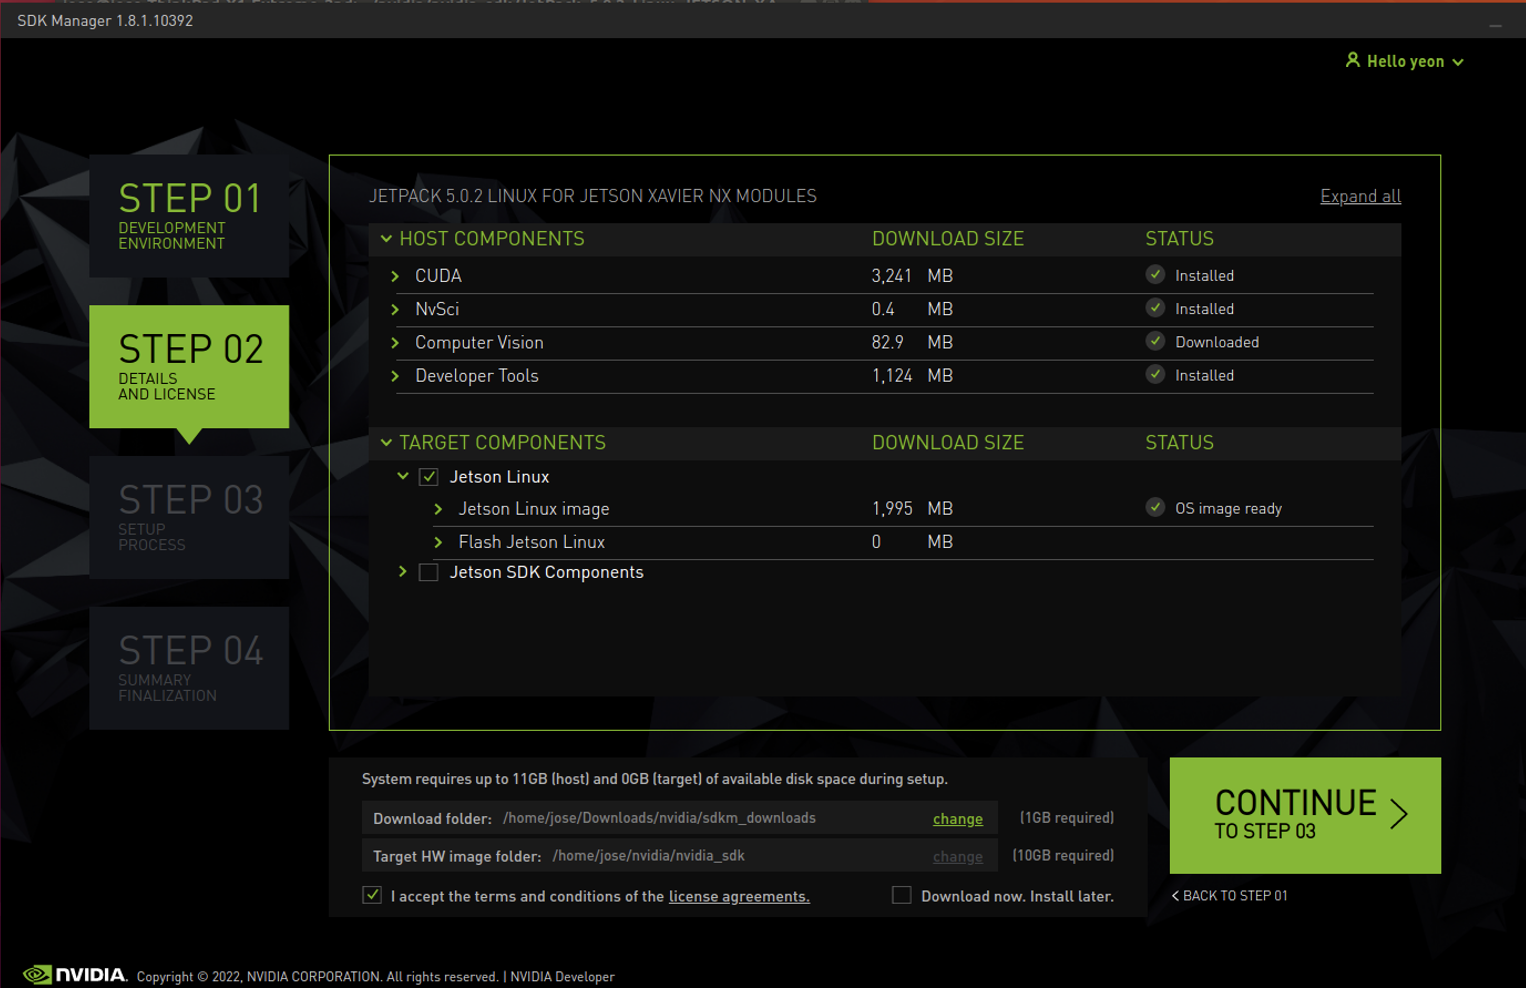 SDK Manager 1.8.1.10392
Hello yeon
STEP 01
DEVELOPMENT
ENVIRONMENT
STEP 02
DETAILS
AND LICENSE
STEP 03
SETUP
PROCESS
STEP 04
SUMMARY
FINALIZATION
JETPACK 5.0.2 LINUX FOR JETSON XAVIER NX MODULES Expand all
HOST COMPONENTS DOWNLOAD SIZE STATUS
CUDA 3,241 MB Installed
NvSci 0.4 MB Installed
Computer Vision 82.9 MB Downloaded
Developer Tools 1,124 MB Installed
TARGET COMPONENTS DOWNLOAD SIZE STATUS
Jetson Linux
Jetson Linux image 1,995 MB OS image ready
Flash Jetson Linux 0 MB
Jetson SDK Components
System requires up to 11GB (host) and 0GB (target) of available disk space during setup.
Download folder: /home/jose/Downloads/nvidia/sdkm_downloads change (1GB required)
Target HW image folder: /home/jose/nvidia/nvidia_sdk change (10GB required)
I accept the terms and conditions of the license agreements. Download now. Install later.
CONTINUE
TO STEP 03
BACK TO STEP 01
NVIDIA. Copyright © 2022, NVIDIA CORPORATION. All rights reserved. | NVIDIA Developer